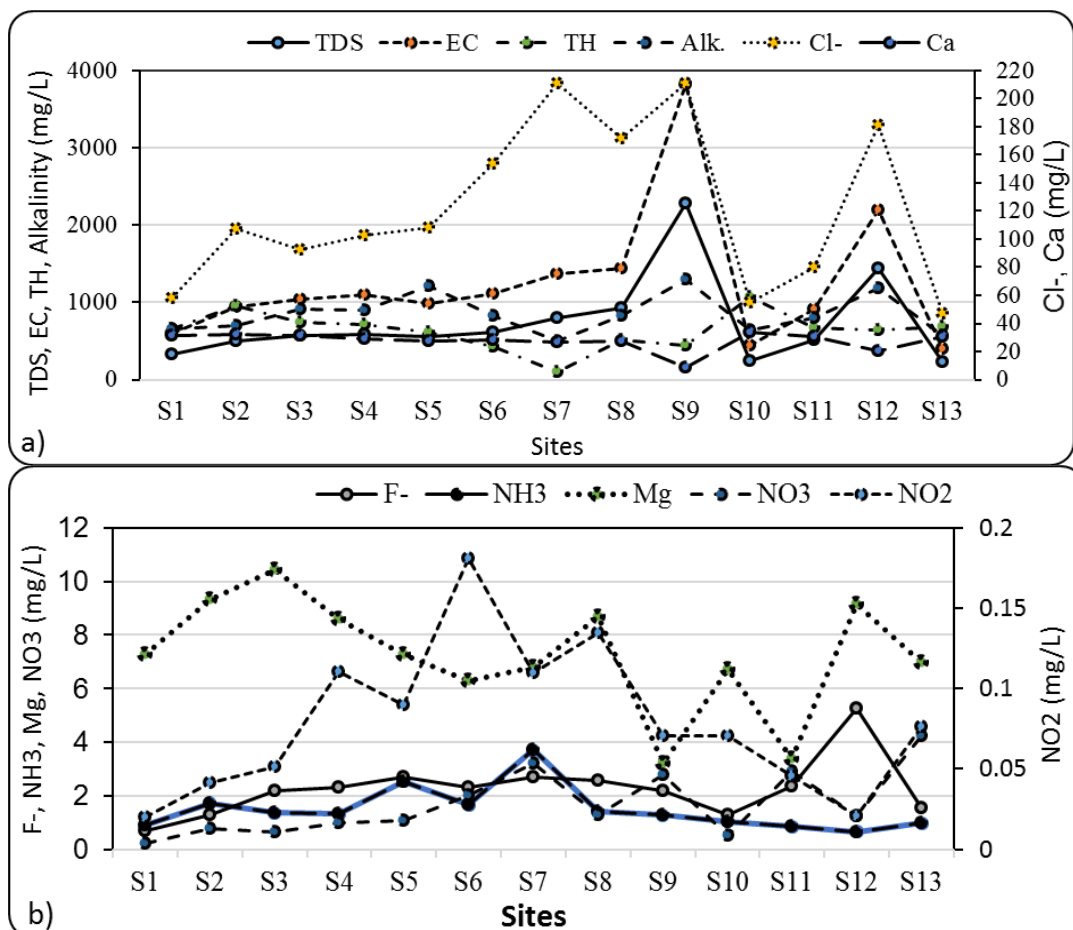 a)
TDS EC TH Alk. Cl- Ca
TDS, EC, TH, Alkalinity (mg/L)
4000
3000
2000
1000
0
220
200
180
160
140
120
100
80
60
40
20
0
Cl-, Ca (mg/L)
S1 S2 S3 S4 S5 S6 S7 S8 S9 S10 S11 S12 S13
Sites
F- NH3 Mg NO3 NO2
F-, NH3, Mg, NO3 (mg/L)
12
10
8
6
4
2
0
0.2
0.15
0.1
0.05
0
NO2 (mg/L)
S1 S2 S3 S4 S5 S6 S7 S8 S9 S10 S11 S12 S13
b)
Sites